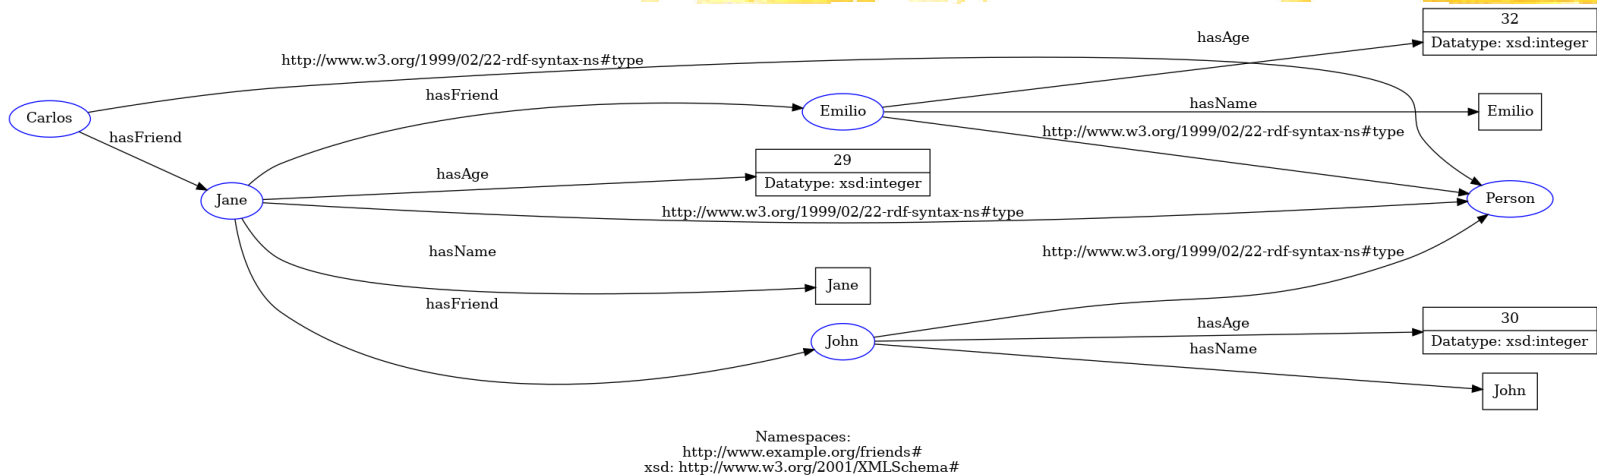 32
hasAge
Datatype: xsd:integer
http://www.w3.org/1999/02/22-rdf-syntax-ns#type
hasFriend
hasName
Emilio
Emilio
Carlos
hasFriend
http://www.w3.org/1999/02/22-rdf-syntax-ns#type
29
hasAge
Datatype: xsd:integer
Jane
Person
http://www.w3.org/1999/02/22-rdf-syntax-ns#type
hasName
http://www.w3.org/1999/02/22-rdf-syntax-ns#type
Jane
hasFriend
30
hasAge
John
Datatype: xsd:integer
hasName
John
Namespaces:
http://www.example.org/friends#
xsd: http://www.w3.org/2001/XMLSchema#